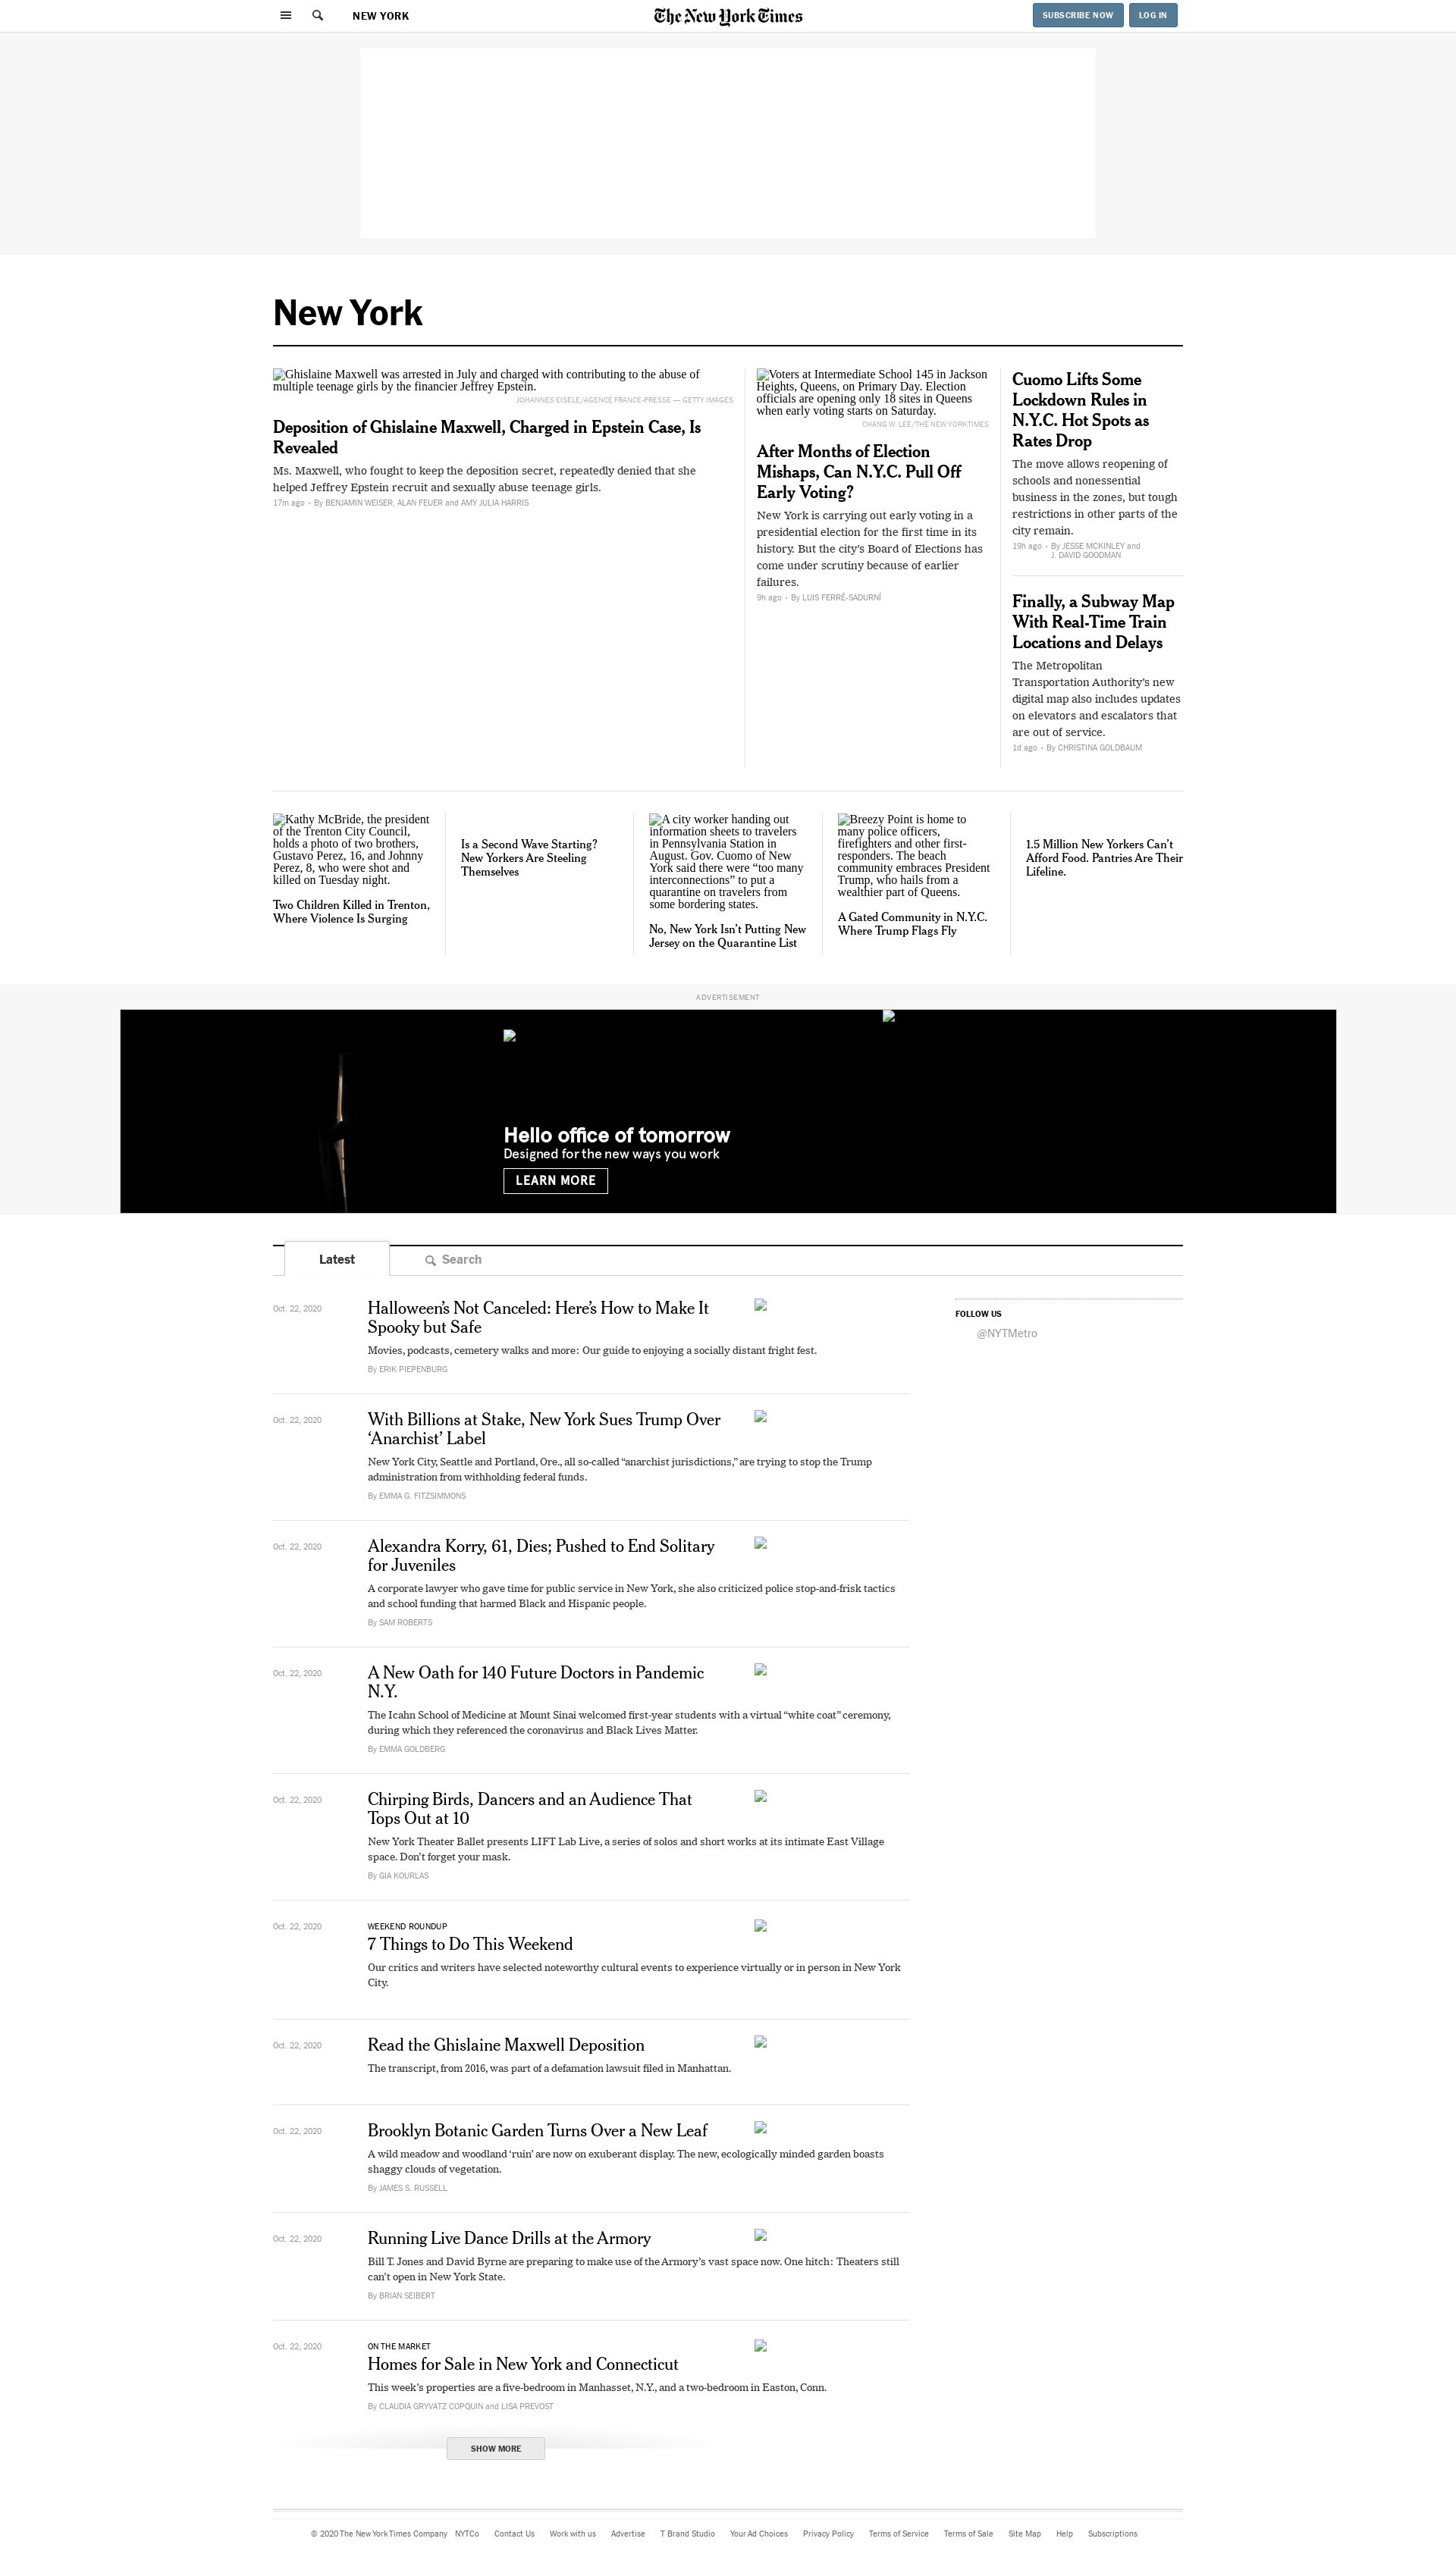 NEW YORK
The New York Times
SUBSCRIBE NOW
LOG IN
New York
Ghislaine Maxwell was arrested in July and charged with contributing to the abuse of
multiple teenage girls by the financier Jeffrey Epstein.
JOHANNES EISELE/AGENCE FRANCE-PRESSE — GETTY IMAGES
Deposition of Ghislaine Maxwell, Charged in Epstein Case, Is
Revealed
Ms. Maxwell, who fought to keep the deposition secret, repeatedly denied that she
helped Jeffrey Epstein recruit and sexually abuse teenage girls.
17m ago • By BENJAMIN WEISER, ALAN FEUER and AMY JULIA HARRIS
Voters at Intermediate School 145 in Jackson
Heights, Queens, on Primary Day. Election
officials are opening only 18 sites in Queens
when early voting starts on Saturday.
CHANG W. LEE/THE NEW YORK TIMES
After Months of Election
Mishaps, Can N.Y.C. Pull Off
Early Voting?
New York is carrying out early voting in a
presidential election for the first time in its
history. But the city's Board of Elections has
come under scrutiny because of earlier
failures.
9h ago • By LUIS FERRÉ-SADURNÍ
Cuomo Lifts Some
Lockdown Rules in
N.Y.C. Hot Spots as
Rates Drop
The move allows reopening of
schools and nonessential
business in the zones, but tough
restrictions in other parts of the
city remain.
19h ago • By JESSE MCKINLEY and
J. DAVID GOODMAN
Finally, a Subway Map
With Real-Time Train
Locations and Delays
The Metropolitan
Transportation Authority's new
digital map also includes updates
on elevators and escalators that
are out of service.
1d ago • By CHRISTINA GOLDBAUM
Kathy McBride, the president
of the Trenton City Council,
holds a photo of two brothers,
Gustavo Perez, 16, and Johnny
Perez, 8, who were shot and
killed on Tuesday night.
Two Children Killed in Trenton,
Where Violence Is Surging
Is a Second Wave Starting?
New Yorkers Are Steeling
Themselves
A city worker handing out
information sheets to travelers
in Pennsylvania Station in
August. Gov. Cuomo of New
York said there were “too many
interconnections” to put a
quarantine on travelers from
some bordering states.
No, New York Isn't Putting New
Jersey on the Quarantine List
Breezy Point is home to
many police officers,
firefighters and other first-
responders. The beach
community embraces President
Trump, who hails from a
wealthier part of Queens.
A Gated Community in N.Y.C.
Where Trump Flags Fly
1.5 Million New Yorkers Can't
Afford Food. Pantries Are Their
Lifeline.
ADVERTISEMENT
Hello office of tomorrow
Designed for the new ways you work
LEARN MORE
Latest
Search
Oct. 22, 2020
Halloween's Not Canceled: Here's How to Make It
Spooky but Safe
Movies, podcasts, cemetery walks and more: Our guide to enjoying a socially distant fright fest.
By ERIK PIEPENBURG
FOLLOW US
@NYTMetro
Oct. 22, 2020
With Billions at Stake, New York Sues Trump Over
‘Anarchist’ Label
New York City, Seattle and Portland, Ore., all so-called “anarchist jurisdictions,” are trying to stop the Trump
administration from withholding federal funds.
By EMMA G. FITZSIMMONS
Oct. 22, 2020
Alexandra Korry, 61, Dies; Pushed to End Solitary
for Juveniles
A corporate lawyer who gave time for public service in New York, she also criticized police stop-and-frisk tactics
and school funding that harmed Black and Hispanic people.
By SAM ROBERTS
Oct. 22, 2020
A New Oath for 140 Future Doctors in Pandemic
N.Y.
The Icahn School of Medicine at Mount Sinai welcomed first-year students with a virtual “white coat” ceremony,
during which they referenced the coronavirus and Black Lives Matter.
By EMMA GOLDBERG
Oct. 22, 2020
Chirping Birds, Dancers and an Audience That
Tops Out at 10
New York Theater Ballet presents LIFT Lab Live, a series of solos and short works at its intimate East Village
space. Don't forget your mask.
By GIA KOURLAS
Oct. 22, 2020
WEEKEND ROUNDUP
7 Things to Do This Weekend
Our critics and writers have selected noteworthy cultural events to experience virtually or in person in New York
City.
Oct. 22, 2020
Read the Ghislaine Maxwell Deposition
The transcript, from 2016, was part of a defamation lawsuit filed in Manhattan.
Oct. 22, 2020
Brooklyn Botanic Garden Turns Over a New Leaf
A wild meadow and woodland ‘ruin’ are now on exuberant display. The new, ecologically minded garden boasts
shaggy clouds of vegetation.
By JAMES S. RUSSELL
Oct. 22, 2020
Running Live Dance Drills at the Armory
Bill T. Jones and David Byrne are preparing to make use of the Armory's vast space now. One hitch: Theaters still
can't open in New York State.
By BRIAN SEIBERT
Oct. 22, 2020
ON THE MARKET
Homes for Sale in New York and Connecticut
This week's properties are a five-bedroom in Manhasset, N.Y., and a two-bedroom in Easton, Conn.
By CLAUDIA GRYVATZ COPQUIN and LISA PREVOST
SHOW MORE
© 2020 The New York Times Company NYTCo Contact Us Work with us Advertise T Brand Studio Your Ad Choices Privacy Policy Terms of Service Terms of Sale Site Map Help Subscriptions